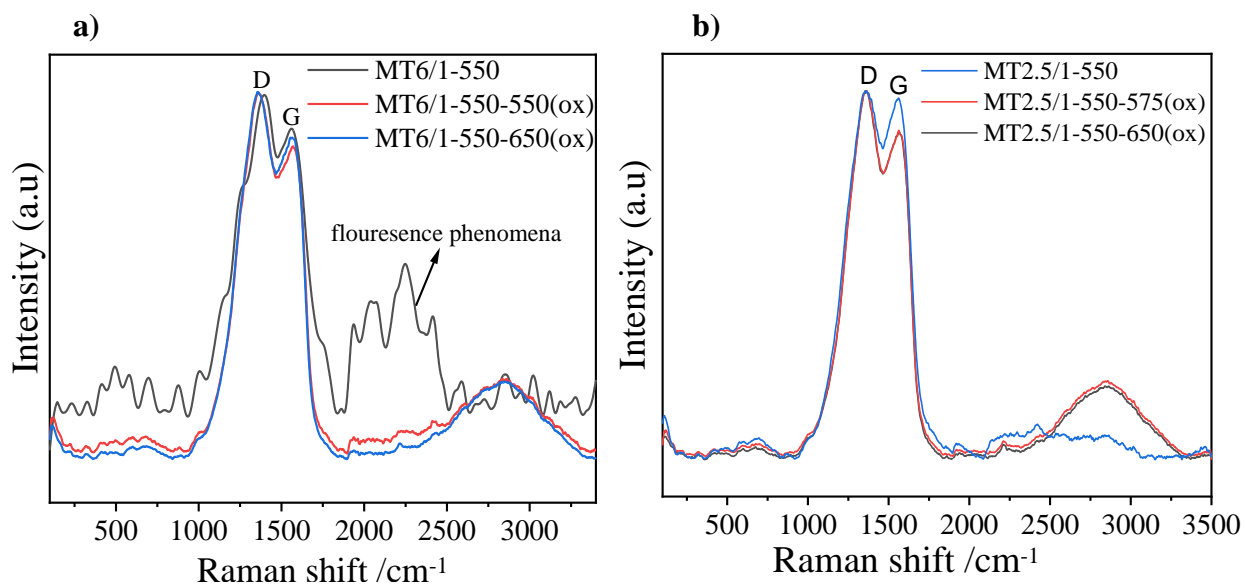 a)
D
G
MT6/1-550
MT6/1-550-550(ox)
MT6/1-550-650(ox)
flouresence phenomena
Intensity (a.u)
500 1000 1500 2000 2500 3000
Raman shift /cm-1
b)
D
G
MT2.5/1-550
MT2.5/1-550-575(ox)
MT2.5/1-550-650(ox)
Intensity (a.u)
500 1000 1500 2000 2500 3000 3500
Raman shift /cm-1